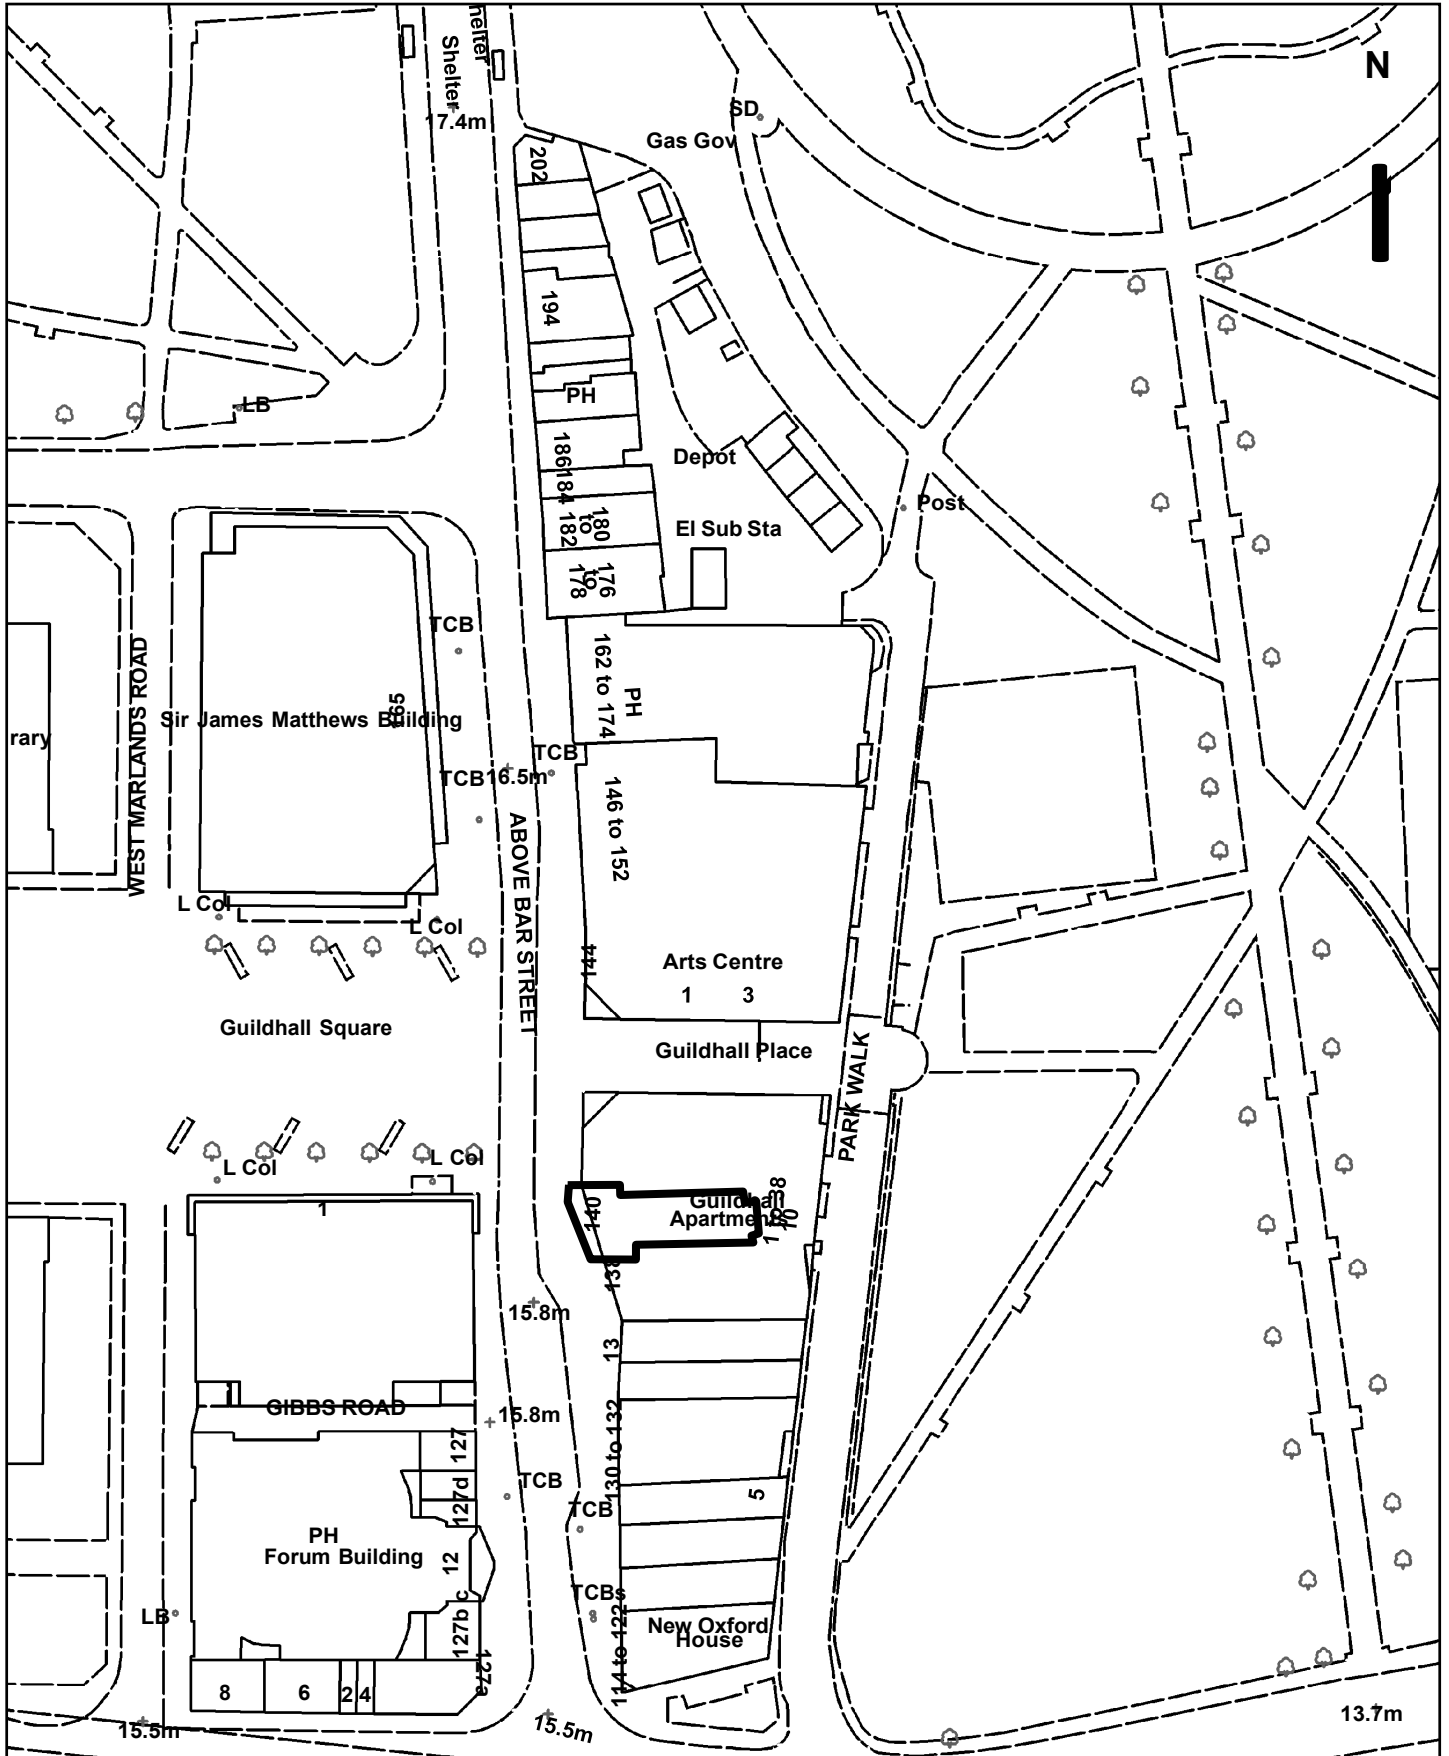 Shelter
helter
N
17.4m
SD
Gas Gov
202
194
PH
LB
186
184
180
to
182
176
to
178
Depot
El Sub Sta
Post
TCB
162 to 174
PH
WEST MARLANDS ROAD
Sir James Matthews Building
165
rary
TCB
TCB
16.5m
146 to 152
ABOVE BAR STREET
L Col
L Col
144
Arts Centre
1
3
Guildhall Square
Guildhall Place
PARK WALK
L Col
L Col
1
140
Guildhall
Apartments
38
10
138
15.8m
13
GIBBS ROAD
15.8m
130 to 132
127
127d
TCB
TCB
5
PH
Forum Building
12
TCBs
c
127b
LB
New Oxford
House
114 to 122
127a
8
6
2
4
15.5m
15.5m
13.7m